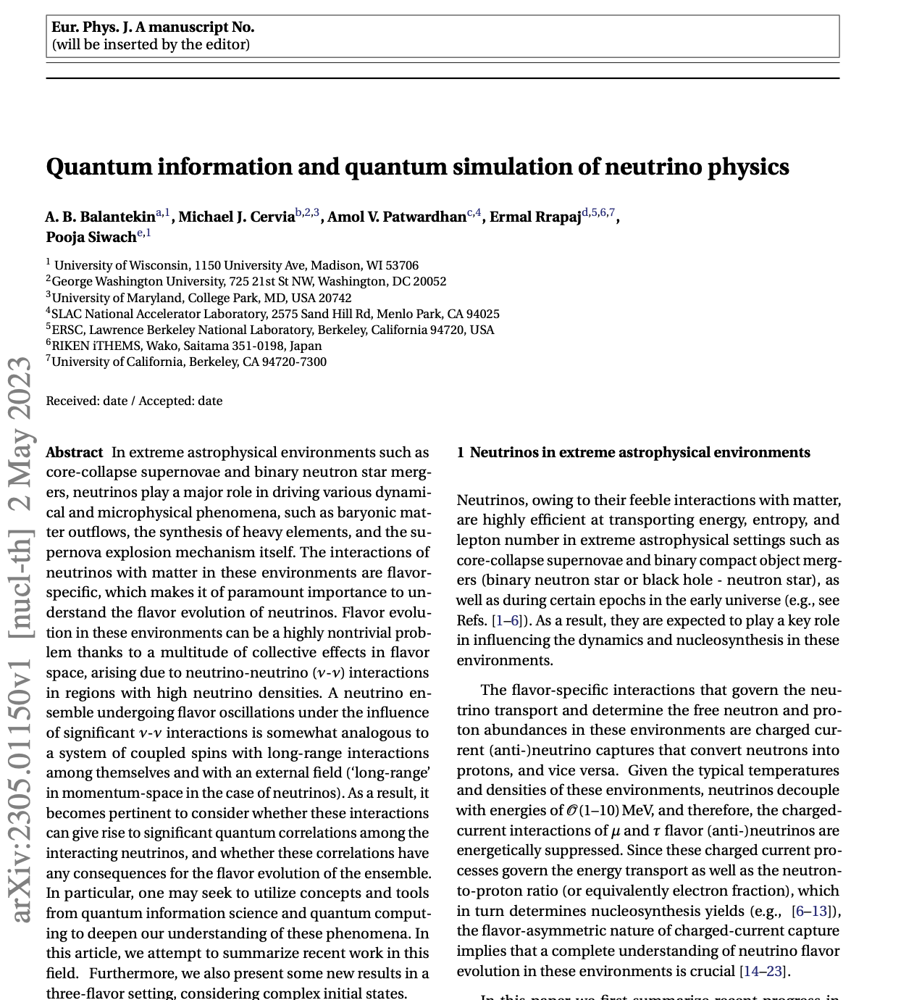 Eur. Phys. J. A manuscript No.
(will be inserted by the editor)
Quantum information and quantum simulation of neutrino physics
A. B. Balantekin^{a,1}, Michael J. Cervia^{b,2,3}, Amol V. Patwardhan^{c,4}, Ermal Rrapaj^{d,5,6,7},
Pooja Siwach^{e,1}
^1 University of Wisconsin, 1150 University Ave, Madison, WI 53706
^2George Washington University, 725 21st St NW, Washington, DC 20052
^3University of Maryland, College Park, MD, USA 20742
^4SLAC National Accelerator Laboratory, 2575 Sand Hill Rd, Menlo Park, CA 94025
^5ERSC, Lawrence Berkeley National Laboratory, Berkeley, California 94720, USA
^6RIKEN iTHEMS, Wako, Saitama 351-0198, Japan
^7University of California, Berkeley, CA 94720-7300
Received: date / Accepted: date
arXiv:2305.01150v1 [nucl-th] 2 May 2023
Abstract In extreme astrophysical environments such as
core-collapse supernovae and binary neutron star merg-
ers, neutrinos play a major role in driving various dynami-
cal and microphysical phenomena, such as baryonic mat-
ter outflows, the synthesis of heavy elements, and the su-
pernova explosion mechanism itself. The interactions of
neutrinos with matter in these environments are flavor-
specific, which makes it of paramount importance to un-
derstand the flavor evolution of neutrinos. Flavor evolu-
tion in these environments can be a highly nontrivial prob-
lem thanks to a multitude of collective effects in flavor
space, arising due to neutrino-neutrino (ν-ν) interactions
in regions with high neutrino densities. A neutrino en-
semble undergoing flavor oscillations under the influence
of significant ν-ν interactions is somewhat analogous to
a system of coupled spins with long-range interactions
among themselves and with an external field (‘long-range’
in momentum-space in the case of neutrinos). As a result, it
becomes pertinent to consider whether these interactions
can give rise to significant quantum correlations among the
interacting neutrinos, and whether these correlations have
any consequences for the flavor evolution of the ensemble.
In particular, one may seek to utilize concepts and tools
from quantum information science and quantum comput-
ing to deepen our understanding of these phenomena. In
this article, we attempt to summarize recent work in this
field. Furthermore, we also present some new results in a
three-flavor setting, considering complex initial states.
1 Neutrinos in extreme astrophysical environments
Neutrinos, owing to their feeble interactions with matter,
are highly efficient at transporting energy, entropy, and
lepton number in extreme astrophysical settings such as
core-collapse supernovae and binary compact object merg-
ers (binary neutron star or black hole - neutron star), as
well as during certain epochs in the early universe (e.g., see
Refs. [1–6]). As a result, they are expected to play a key role
in influencing the dynamics and nucleosynthesis in these
environments.
The flavor-specific interactions that govern the neu-
trino transport and determine the free neutron and pro-
ton abundances in these environments are charged cur-
rent (anti-)neutrino captures that convert neutrons into
protons, and vice versa. Given the typical temperatures
and densities of these environments, neutrinos decouple
with energies of 𝒪(1–10) MeV, and therefore, the charged-
current interactions of μ and τ flavor (anti-)neutrinos are
energetically suppressed. Since these charged current pro-
cesses govern the energy transport as well as the neutron-
to-proton ratio (or equivalently electron fraction), which
in turn determines nucleosynthesis yields (e.g., [6–13]),
the flavor-asymmetric nature of charged-current capture
implies that a complete understanding of neutrino flavor
evolution in these environments is crucial [14–23].
In this paper we first summarize recent progress in